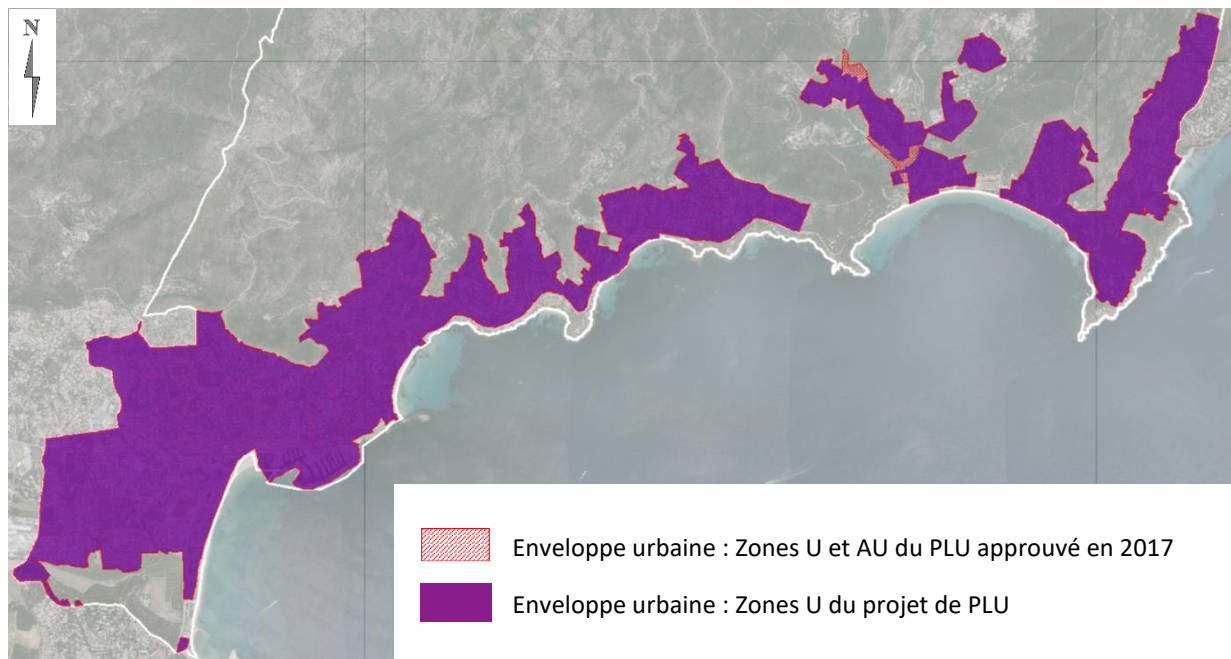 N
Enveloppe urbaine : Zones U et AU du PLU approuvé en 2017
Enveloppe urbaine : Zones U du projet de PLU